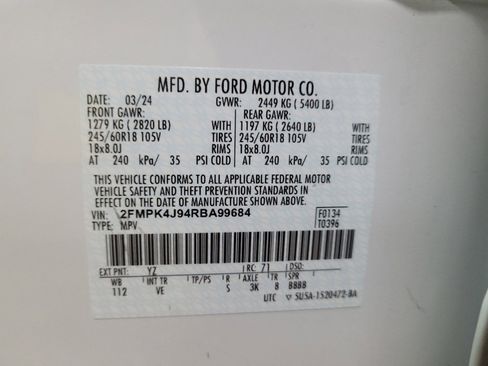 MFD. BY FORD MOTOR CO.
DATE: 03/24 GVWR: 2449 KG ( 5400 LB)
FRONT GAWR: REAR GAWR:
1279 KG ( 2820 LB) WITH 1197 KG ( 2640 LB) WITH
245/60R18 105V TIRES 245/60R18 105V TIRES
18x8.0J RIMS 18x8.0J RIMS
AT 240 kPa/ 35 PSI COLD AT 240 kPa/ 35 PSI COLD
THIS VEHICLE CONFORMS TO ALL APPLICABLE FEDERAL MOTOR
VEHICLE SAFETY AND THEFT PREVENTION STANDARDS IN
EFFECT ON THE DATE OF MANUFACTURE SHOWN ABOVE.
VIN: 2FMPK4J94RBA99684 F0134
TYPE: MPV T0396
EXT PNT: YZ RC: 71 DSO:
WB INT TR TP/PS R AXLE TR SPR
112 VE S 3K 8 BBBB
UTC 5U5A-1520472-BA